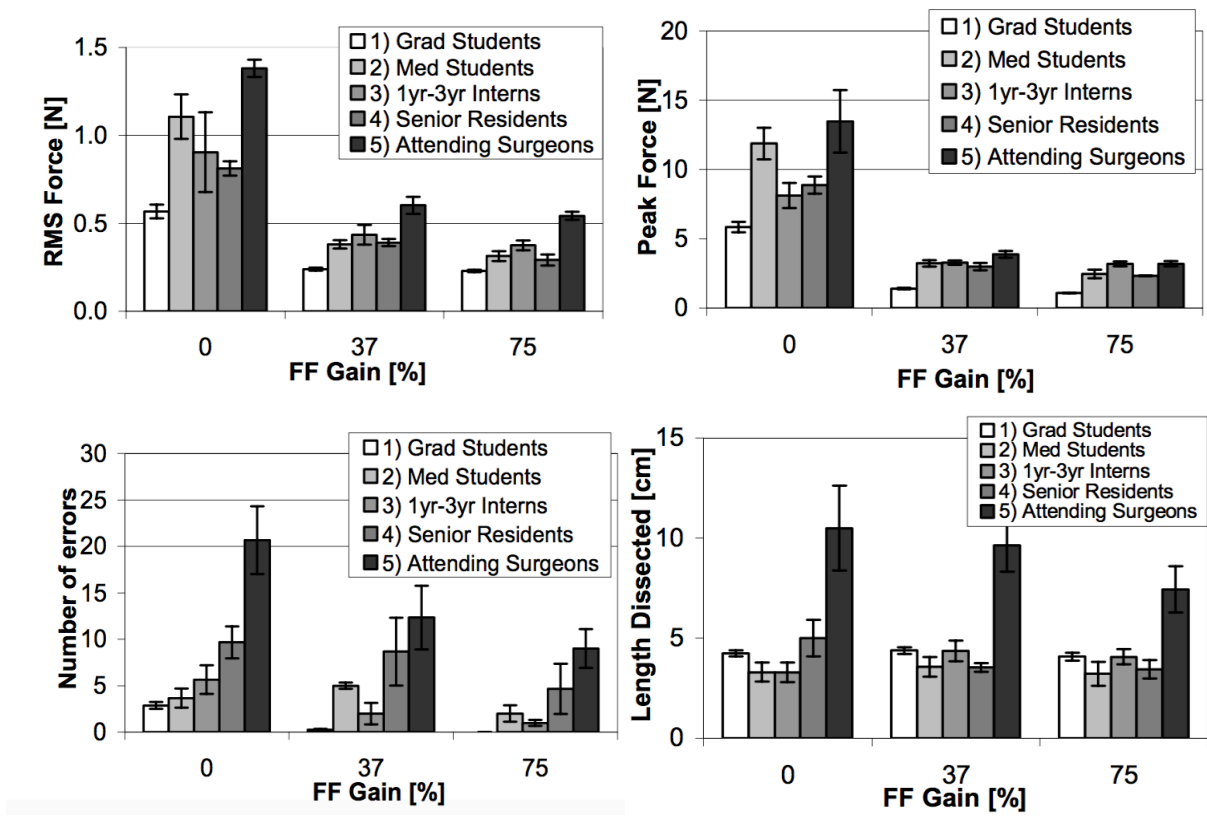 RMS Force [N]
1.5
1.0
0.5
0.0
1) Grad Students
2) Med Students
3) 1yr-3yr Interns
4) Senior Residents
5) Attending Surgeons
0 37 75
FF Gain [%]
Peak Force [N]
20
15
10
5
0
1) Grad Students
2) Med Students
3) 1yr-3yr Interns
4) Senior Residents
5) Attending Surgeons
0 37 75
FF Gain [%]
Number of errors
30
25
20
15
10
5
0
1) Grad Students
2) Med Students
3) 1yr-3yr Interns
4) Senior Residents
5) Attending Surgeons
0 37 75
FF Gain [%]
Length Dissected [cm]
15
10
5
0
1) Grad Students
2) Med Students
3) 1yr-3yr Interns
4) Senior Residents
5) Attending Surgeons
0 37 75
FF Gain [%]